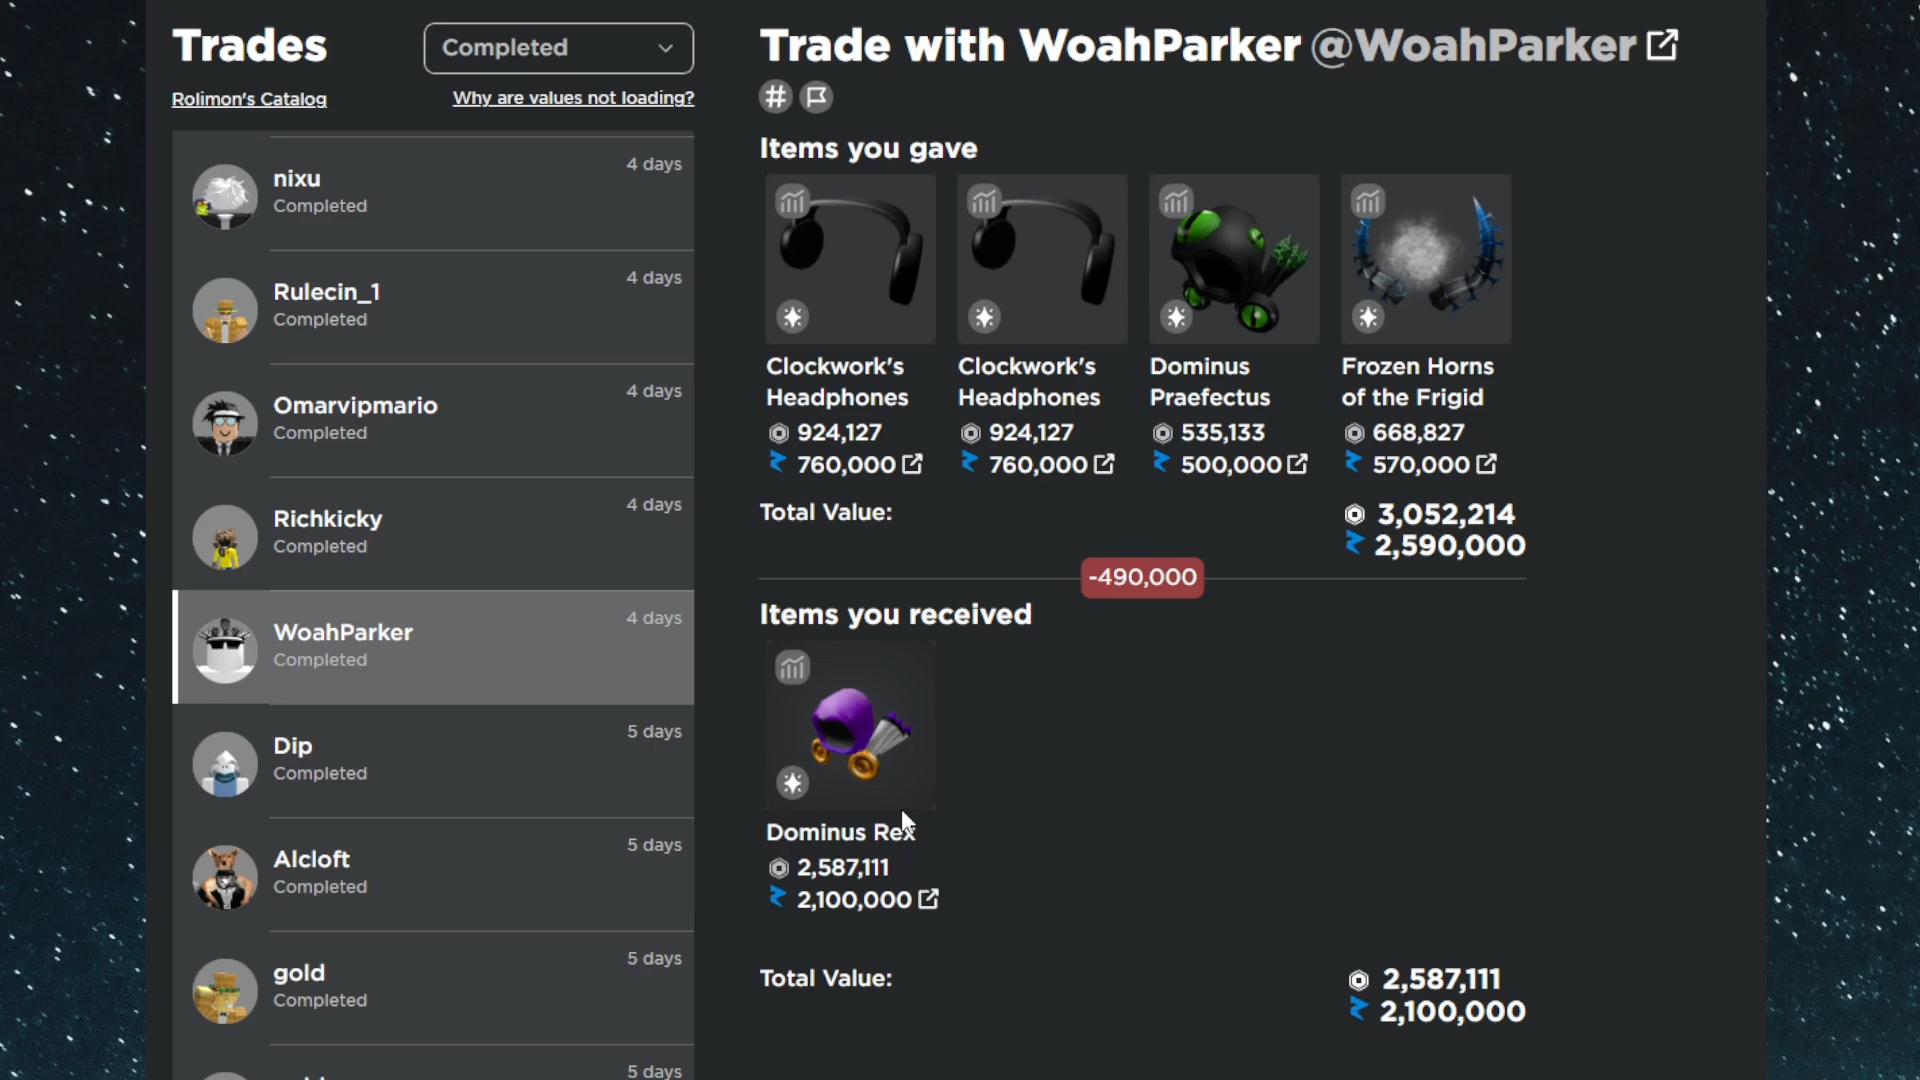 Trades
Completed
Rolimon's Catalog
Why are values not loading?
nixu
Completed
4 days
Rulecin_1
Completed
4 days
Omarvipmario
Completed
4 days
Richkicky
Completed
4 days
WoahParker
Completed
4 days
Dip
Completed
5 days
Alcloft
Completed
5 days
gold
Completed
5 days
5 days
Trade with WoahParker @WoahParker
#
Items you gave
Clockwork's
Headphones
924,127
760,000
Clockwork's
Headphones
924,127
760,000
Dominus
Praefectus
535,133
500,000
Frozen Horns
of the Frigid
668,827
570,000
Total Value:
3,052,214
2,590,000
-490,000
Items you received
Dominus Rex
2,587,111
2,100,000
Total Value:
2,587,111
2,100,000